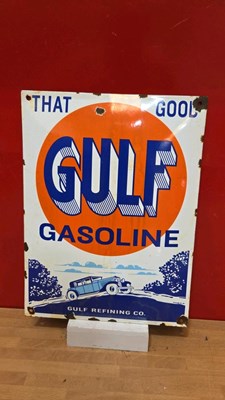 THAT GOOD
GULF
GASOLINE
GULF REFINING CO.